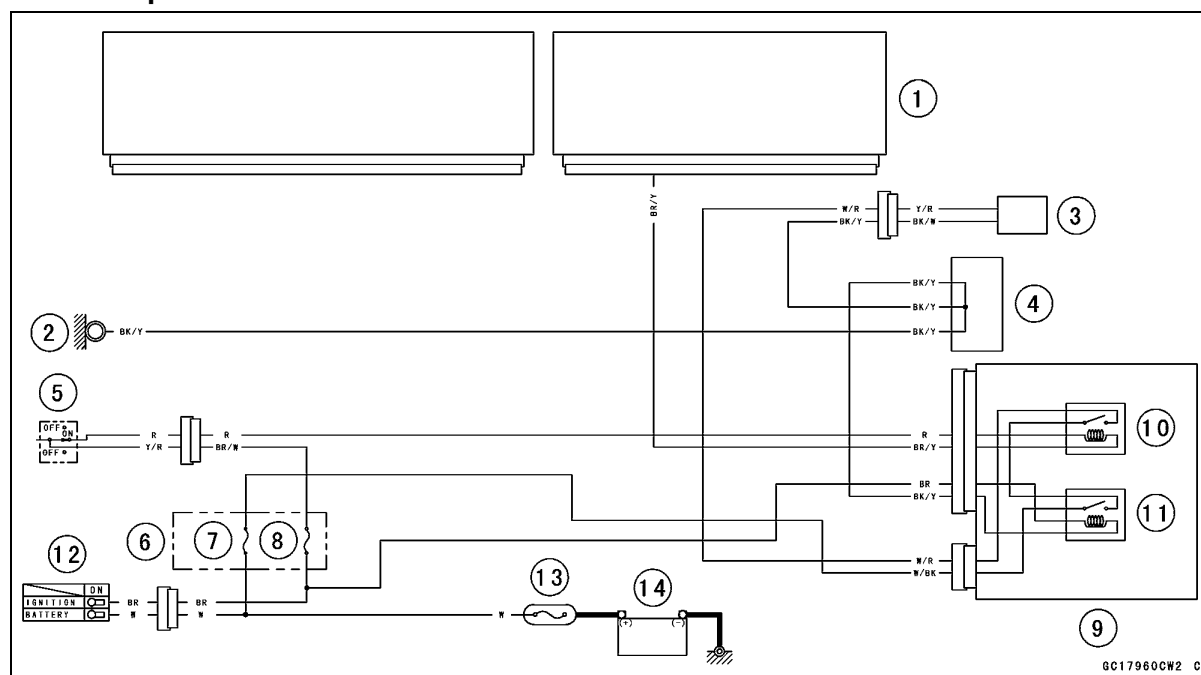 1
BR/Y
W/R Y/R
BK/Y BK/W
3
BK/Y
BK/Y
BK/Y
4
2 BK/Y
5
OFF
ON
OFF
R R
Y/R BR/W
R
BR/Y
BR
BK/Y
10
11
6 7 8
W/R
W/BK
12
ON
IGNITION BR BR
BATTERY W W W
13
14
(+) (-)
9
GC17960CW2 C